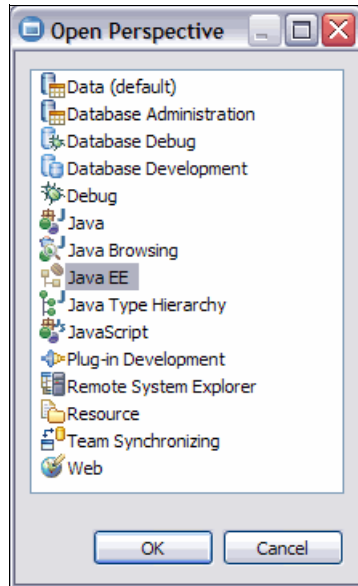 Open Perspective
Data (default)
Database Administration
Database Debug
Database Development
Debug
Java
Java Browsing
Java EE
Java Type Hierarchy
JavaScript
Plug-in Development
Remote System Explorer
Resource
Team Synchronizing
Web
OK Cancel